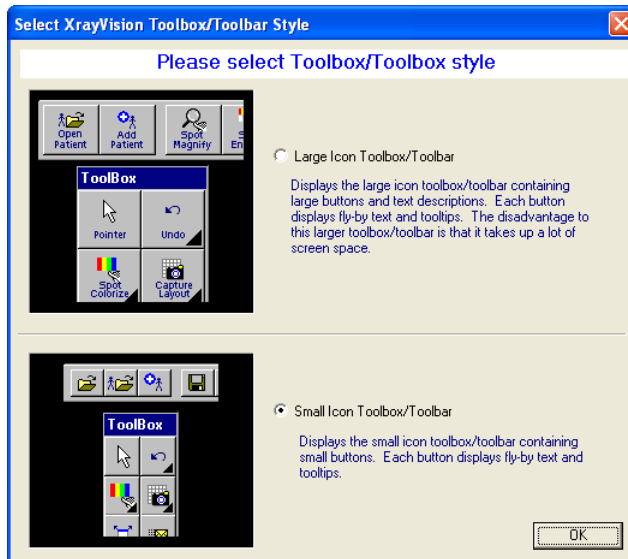 Select XrayVision Toolbox/Toolbar Style
Please select Toolbox/Toolbox style
Open
Patient
Add
Patient
Spot
Magnify
ToolBox
Pointer
Undo
Spot
Colorize
Capture
Layout
Large Icon Toolbox/Toolbar
Displays the large icon toolbox/toolbar containing
large buttons and text descriptions. Each button
displays fly-by text and tooltips. The disadvantage to
this larger toolbox/toolbar is that it takes up a lot of
screen space.
ToolBox
Small Icon Toolbox/Toolbar
Displays the small icon toolbox/toolbar containing
small buttons. Each button displays fly-by text and
tooltips.
OK